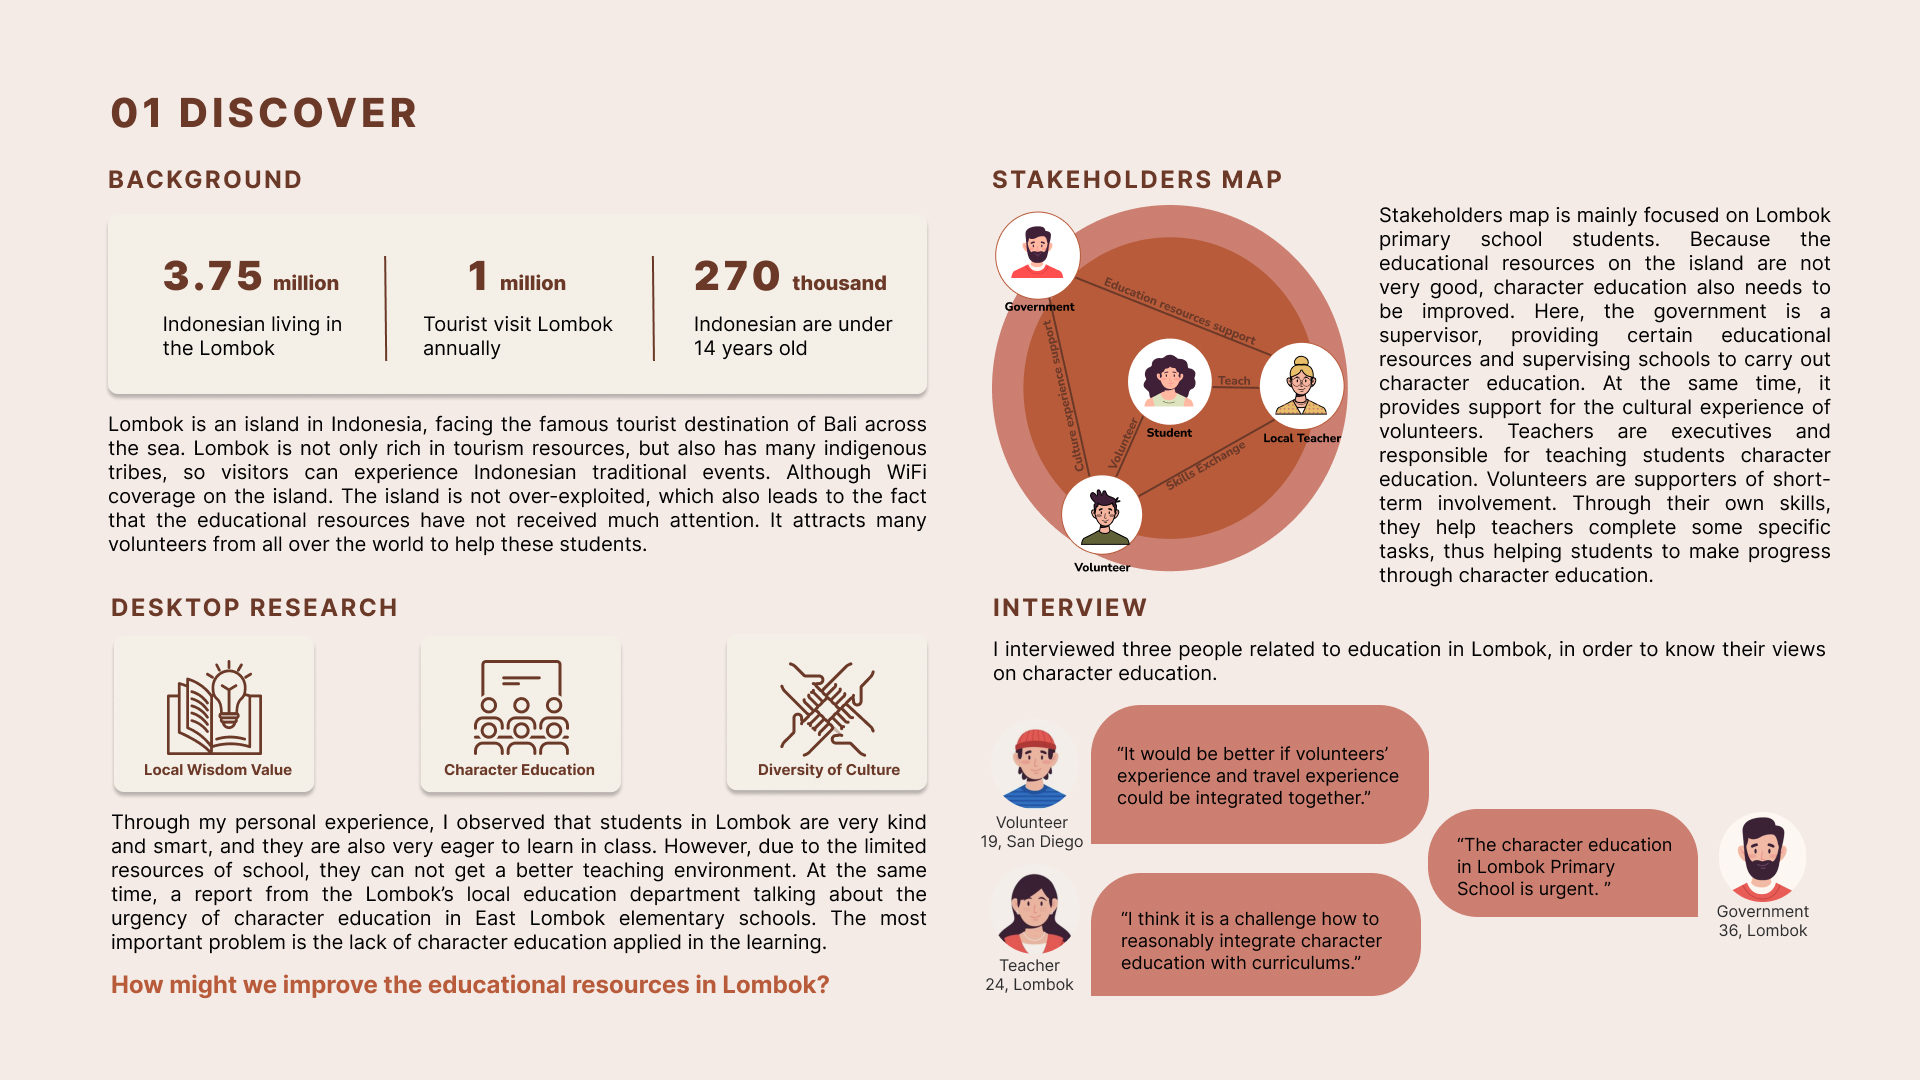 01 DISCOVER
BACKGROUND
3.75 million
Indonesian living in
the Lombok
1 million
Tourist visit Lombok
annually
270 thousand
Indonesian are under
14 years old
Lombok is an island in Indonesia, facing the famous tourist destination of Bali across
the sea. Lombok is not only rich in tourism resources, but also has many indigenous
tribes, so visitors can experience Indonesian traditional events. Although WiFi
coverage on the island. The island is not over-exploited, which also leads to the fact
that the educational resources have not received much attention. It attracts many
volunteers from all over the world to help these students.
DESKTOP RESEARCH
Local Wisdom Value
Character Education
Diversity of Culture
Through my personal experience, I observed that students in Lombok are very kind
and smart, and they are also very eager to learn in class. However, due to the limited
resources of school, they can not get a better teaching environment. At the same
time, a report from the Lombok’s local education department talking about the
urgency of character education in East Lombok elementary schools. The most
important problem is the lack of character education applied in the learning.
How might we improve the educational resources in Lombok?
STAKEHOLDERS MAP
Government
Education resources support
Culture experience support
Teach
Student
Local Teacher
Volunteer
Skills Exchange
Volunteer
Stakeholders map is mainly focused on Lombok
primary school students. Because the
educational resources on the island are not
very good, character education also needs to
be improved. Here, the government is a
supervisor, providing certain educational
resources and supervising schools to carry out
character education. At the same time, it
provides support for the cultural experience of
volunteers. Teachers are executives and
responsible for teaching students character
education. Volunteers are supporters of short-
term involvement. Through their own skills,
they help teachers complete some specific
tasks, thus helping students to make progress
through character education.
INTERVIEW
I interviewed three people related to education in Lombok, in order to know their views
on character education.
Volunteer
19, San Diego
“It would be better if volunteers’
experience and travel experience
could be integrated together.”
“The character education
in Lombok Primary
School is urgent. ”
Government
36, Lombok
Teacher
24, Lombok
“I think it is a challenge how to
reasonably integrate character
education with curriculums.”